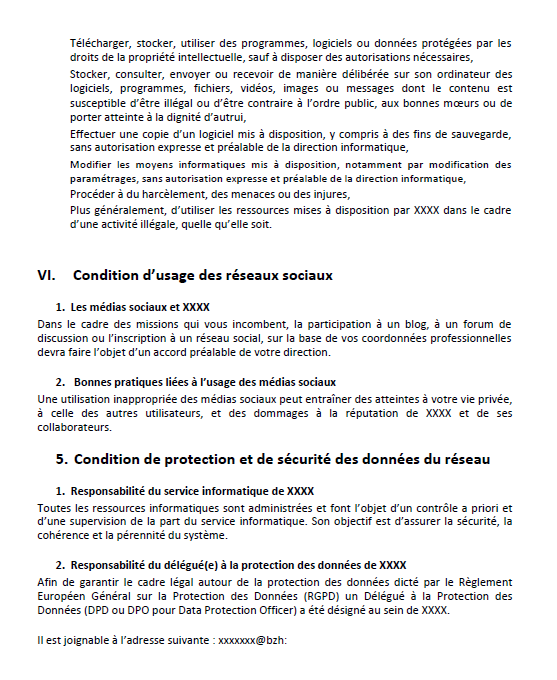 Télécharger, stocker, utiliser des programmes, logiciels ou données protégées par les
droits de la propriété intellectuelle, sauf à disposer des autorisations nécessaires,
Stocker, consulter, envoyer ou recevoir de manière délibérée sur son ordinateur des
logiciels, programmes, fichiers, vidéos, images ou messages dont le contenu est
susceptible d’être illégal ou d’être contraire à l’ordre public, aux bonnes mœurs ou de
porter atteinte à la dignité d’autrui,
Effectuer une copie d’un logiciel mis à disposition, y compris à des fins de sauvegarde,
sans autorisation expresse et préalable de la direction informatique,
Modifier les moyens informatiques mis à disposition, notamment par modification des
paramétrages, sans autorisation expresse et préalable de la direction informatique,
Procéder à du harcèlement, des menaces ou des injures,
Plus généralement, d’utiliser les ressources mises à disposition par XXXX dans le cadre
d’une activité illégale, quelle qu’elle soit.
VI. Condition d’usage des réseaux sociaux
1. Les médias sociaux et XXXX
Dans le cadre des missions qui vous incombent, la participation à un blog, à un forum de
discussion ou l’inscription à un réseau social, sur la base de vos coordonnées professionnelles
devra faire l’objet d’un accord préalable de votre direction.
2. Bonnes pratiques liées à l’usage des médias sociaux
Une utilisation inappropriée des médias sociaux peut entraîner des atteintes à votre vie privée,
à celle des autres utilisateurs, et des dommages à la réputation de XXXX et de ses
collaborateurs.
5. Condition de protection et de sécurité des données du réseau
1. Responsabilité du service informatique de XXXX
Toutes les ressources informatiques sont administrées et font l’objet d’un contrôle a priori et
d’une supervision de la part du service informatique. Son objectif est d’assurer la sécurité, la
cohérence et la pérennité du système.
2. Responsabilité du délégué(e) à la protection des données de XXXX
Afin de garantir le cadre légal autour de la protection des données dicté par le Règlement
Européen Général sur la Protection des Données (RGPD) un Délégué à la Protection des
Données (DPD ou DPO pour Data Protection Officer) a été désigné au sein de XXXX.
Il est joignable à l’adresse suivante : xxxxxxx@bzh: